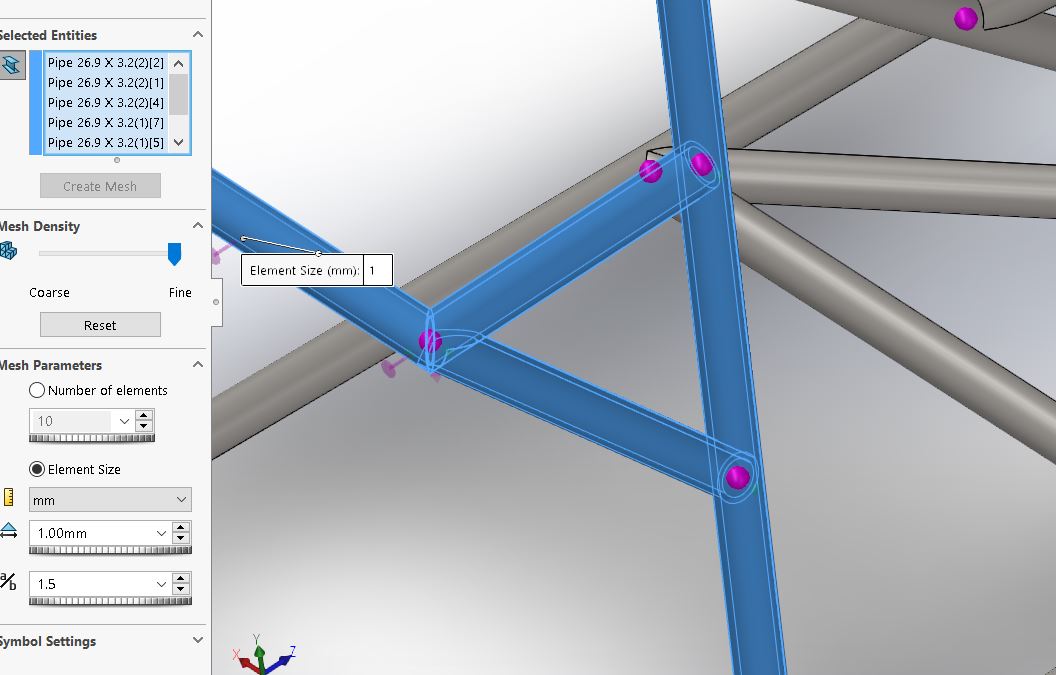 Selected Entities
Pipe 26.9 X 3.2(2)[2]
Pipe 26.9 X 3.2(2)[1]
Pipe 26.9 X 3.2(2)[4]
Pipe 26.9 X 3.2(1)[7]
Pipe 26.9 X 3.2(1)[5]
Create Mesh
Mesh Density
Coarse Fine
Reset
Mesh Parameters
Number of elements
10
Element Size
mm
1.00mm
a/b 1.5
Symbol Settings
Element Size (mm): 1
Y
X Z